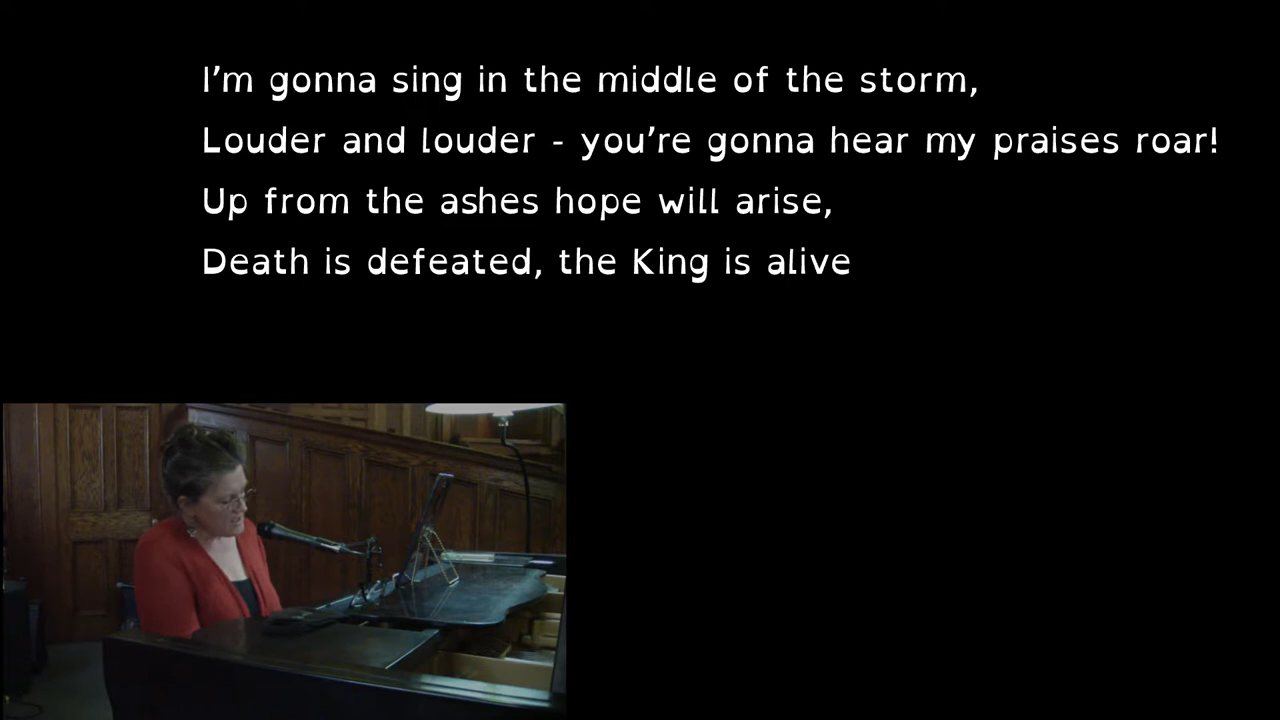 I'm gonna sing in the middle of the storm,
Louder and louder - you're gonna hear my praises roar!
Up from the ashes hope will arise,
Death is defeated, the King is alive